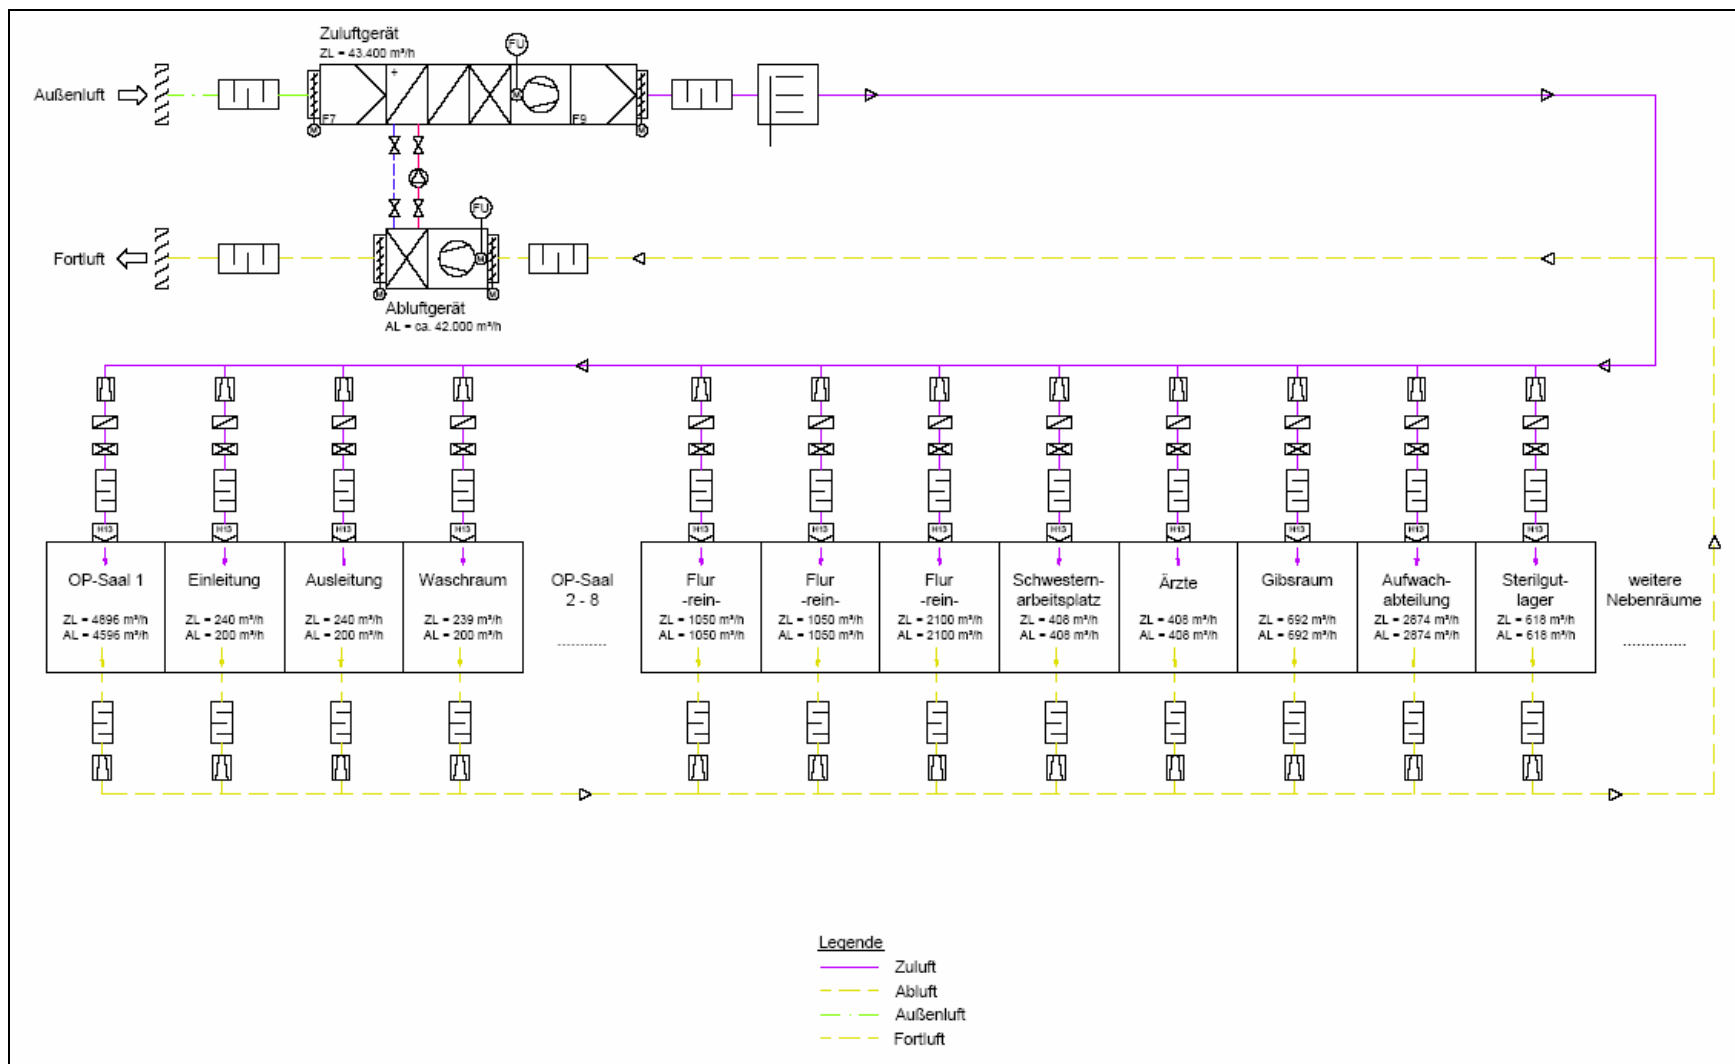 Zuluftgerät
ZL = 43.400 m³/h
FU
Außenluft
+
M
F7
F9
M
M
FU
Fortluft
M
M
M
Abluftgerät
AL = ca. 42.000 m³/h
H13
H13
H13
H13
H13
H13
H13
H13
H13
H13
H13
H13
OP-Saal 1
ZL = 4896 m³/h
AL = 4596 m³/h
Einleitung
ZL = 240 m³/h
AL = 200 m³/h
Ausleitung
ZL = 240 m³/h
AL = 200 m³/h
Waschraum
ZL = 239 m³/h
AL = 200 m³/h
OP-Saal
2 - 8
..............
Flur
-rein-
ZL = 1050 m³/h
AL = 1050 m³/h
Flur
-rein-
ZL = 1050 m³/h
AL = 1050 m³/h
Flur
-rein-
ZL = 2100 m³/h
AL = 2100 m³/h
Schwestern-
arbeitsplatz
ZL = 408 m³/h
AL = 408 m³/h
Ärzte
ZL = 408 m³/h
AL = 408 m³/h
Gibsraum
ZL = 692 m³/h
AL = 692 m³/h
Aufwach-
abteilung
ZL = 2874 m³/h
AL = 2874 m³/h
Sterilgut-
lager
ZL = 618 m³/h
AL = 618 m³/h
weitere
Nebenräume
..................
Legende
Zuluft
Abluft
Außenluft
Fortluft